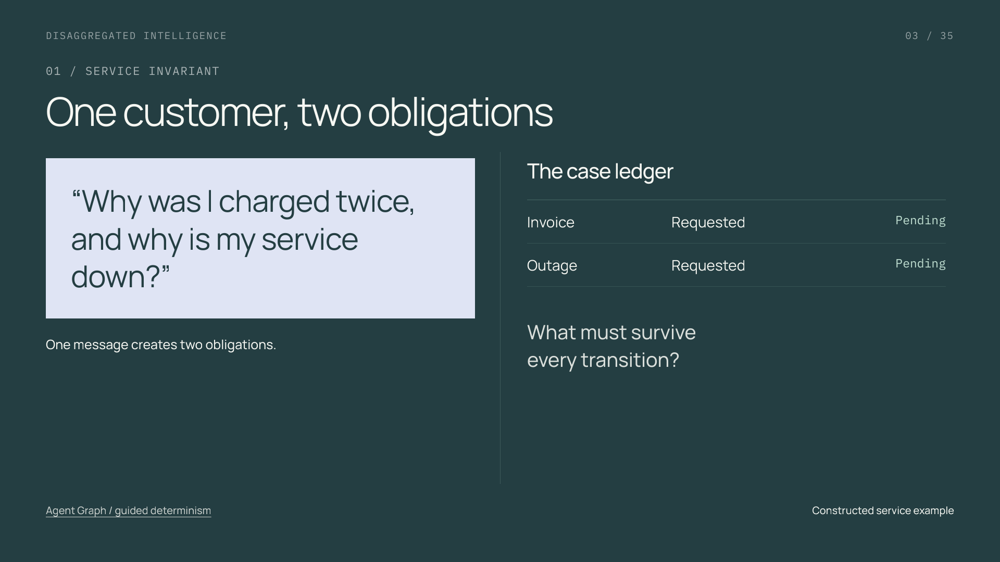 DISAGGREGATED INTELLIGENCE
03 / 35
01 / SERVICE INVARIANT
One customer, two obligations
“Why was I charged twice,
and why is my service
down?”
One message creates two obligations.
The case ledger
Invoice Requested Pending
Outage Requested Pending
What must survive
every transition?
Agent Graph / guided determinism
Constructed service example